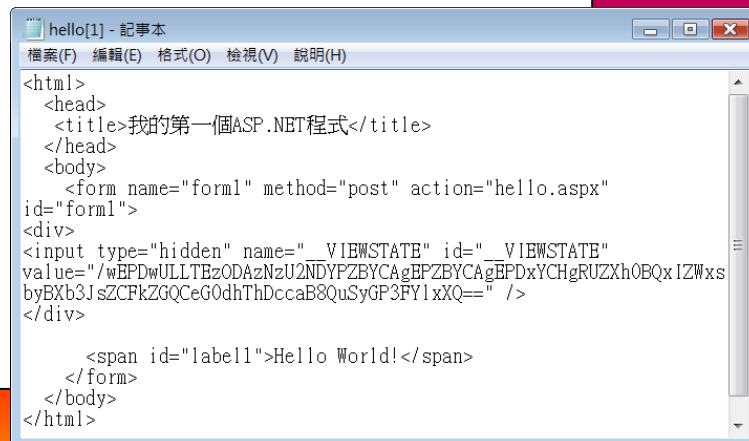 hello[1] - 記事本
檔案(F) 編輯(E) 格式(O) 檢視(V) 說明(H)
<html>
<head>
<title>我的第一個ASP.NET程式</title>
</head>
<body>
<form name="form1" method="post" action="hello.aspx"
id="form1">
<div>
<input type="hidden" name="__VIEWSTATE" id="__VIEWSTATE"
value="/wEPDwULLTEzODAzNzU2NDYPZBYCAgEPZBYCAgEPDxYCHgRUZXh0BQxIZWxs
byBXb3JsZCFkZGQCeG0dhThDccaB8QuSyGP3FYlxXQ==" />
</div>
<span id="label1">Hello World!</span>
</form>
</body>
</html>